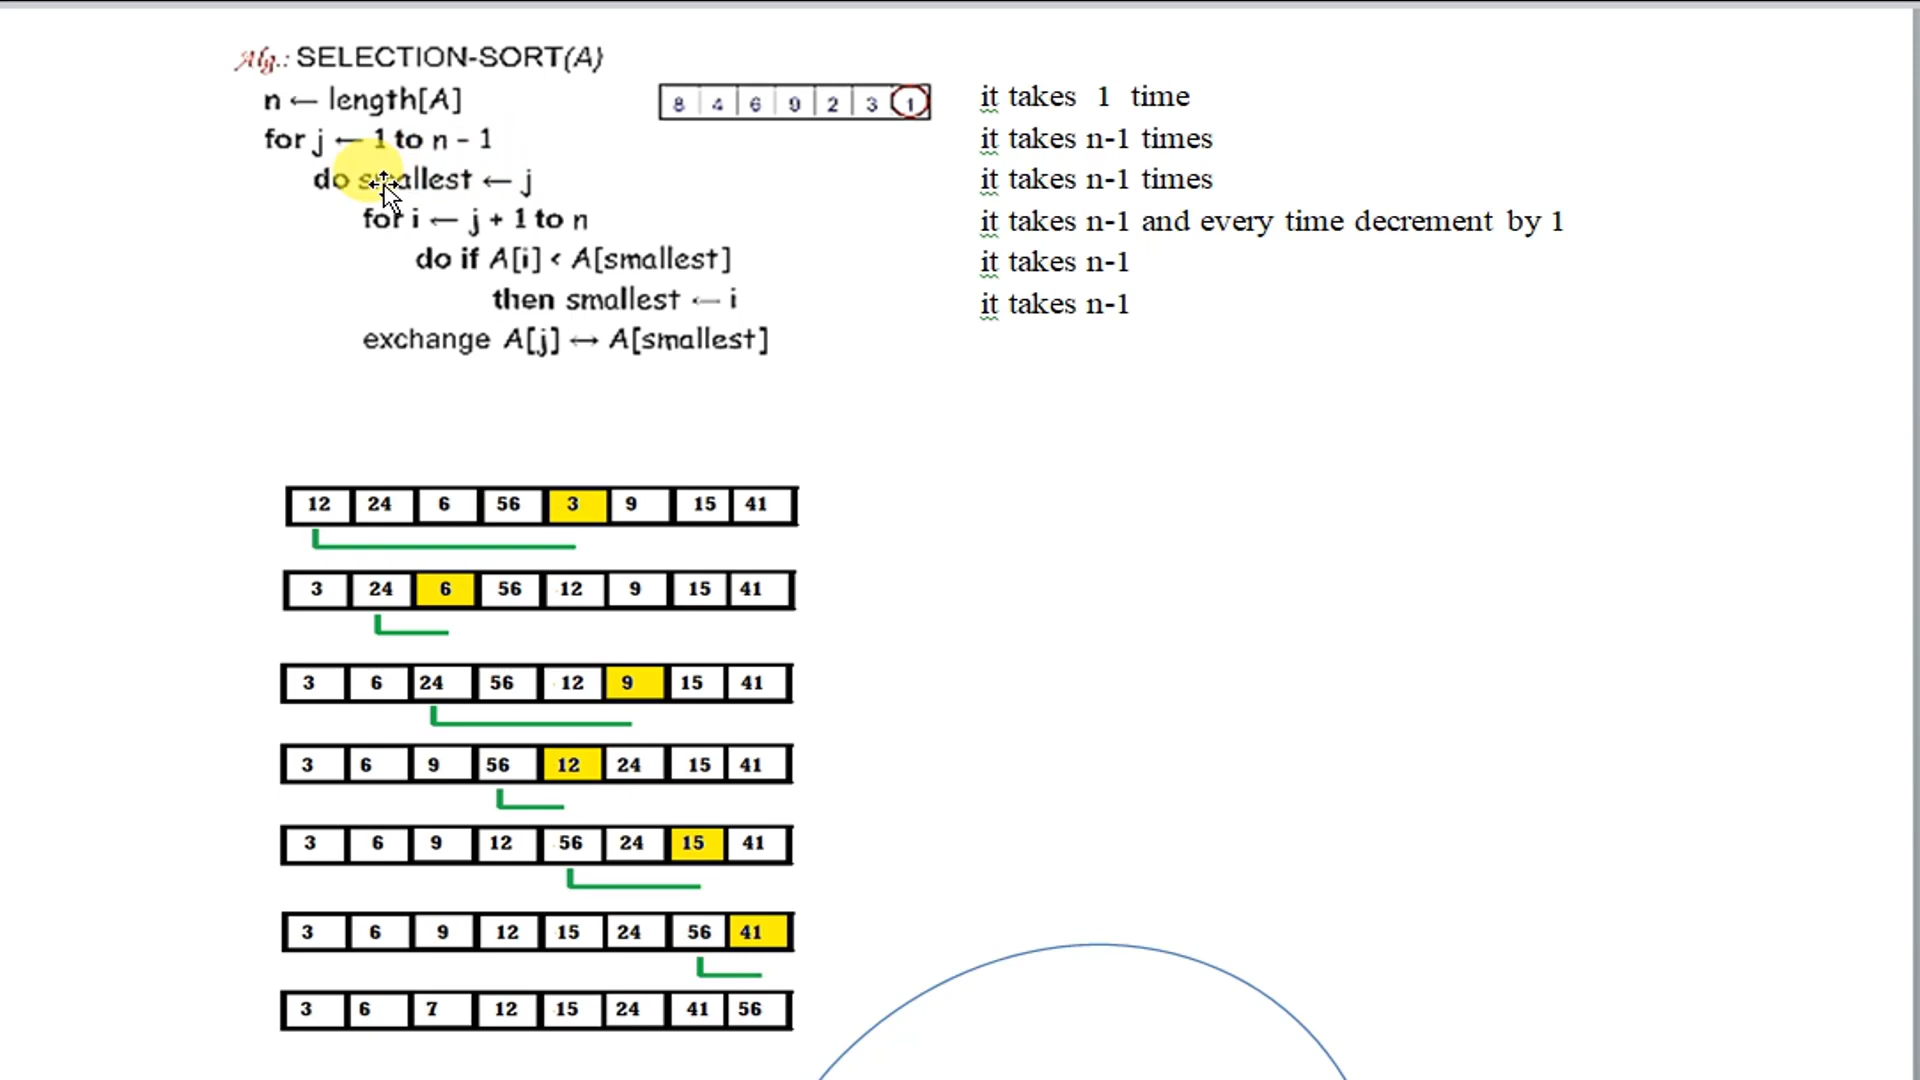 Alg.: SELECTION-SORT(A)
n ← length[A]
for j ← 1 to n - 1
do smallest ← j
for i ← j + 1 to n
do if A[i] < A[smallest]
then smallest ← i
exchange A[j] ↔ A[smallest]
8 4 6 9 2 3 1
it takes 1 time
it takes n-1 times
it takes n-1 times
it takes n-1 and every time decrement by 1
it takes n-1
it takes n-1
12 24 6 56 3 9 15 41
3 24 6 56 12 9 15 41
3 6 24 56 12 9 15 41
3 6 9 56 12 24 15 41
3 6 9 12 56 24 15 41
3 6 9 12 15 24 56 41
3 6 7 12 15 24 41 56